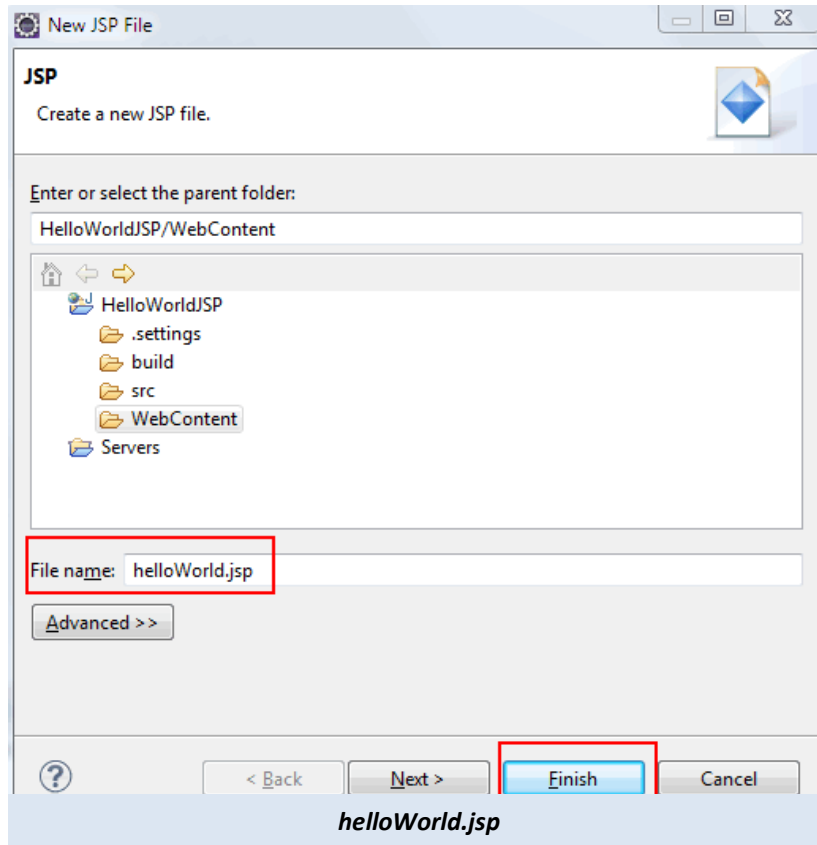 New JSP File
JSP
Create a new JSP file.
Enter or select the parent folder:
HelloWorldJSP/WebContent
HelloWorldJSP
.settings
build
src
WebContent
Servers
File name: helloWorld.jsp
Advanced >>
? < Back Next > Finish Cancel
helloWorld.jsp